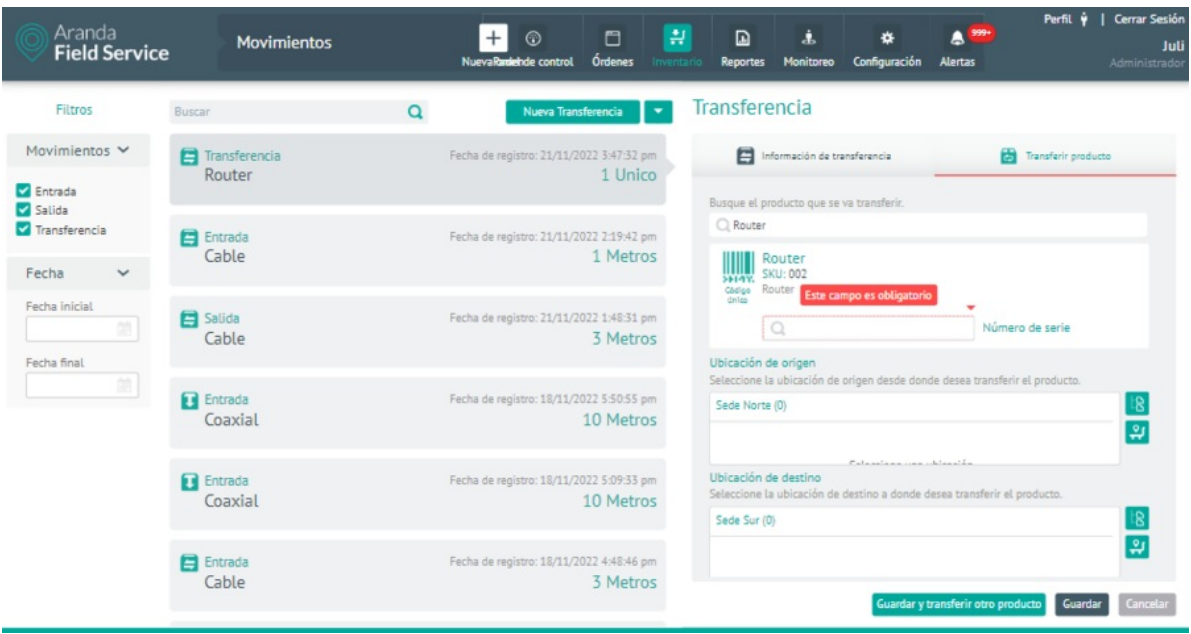 Aranda
Field Service
Movimientos
Nueva
de control
Órdenes
Inventario
Reportes
Monitoreo
Configuración
Alertas
999+
Perfil | Cerrar Sesión
Juli
Administrador
Filtros
Movimientos
Entrada
Salida
Transferencia
Fecha
Fecha inicial
Fecha final
Buscar
Nueva Transferencia
Transferencia Fecha de registro: 21/11/2022 3:47:32 pm
Router 1 Unico
Entrada Fecha de registro: 21/11/2022 2:19:42 pm
Cable 1 Metros
Salida Fecha de registro: 21/11/2022 1:48:31 pm
Cable 3 Metros
Entrada Fecha de registro: 18/11/2022 5:50:55 pm
Coaxial 10 Metros
Entrada Fecha de registro: 18/11/2022 5:09:33 pm
Coaxial 10 Metros
Entrada Fecha de registro: 18/11/2022 4:48:46 pm
Cable 3 Metros
Transferencia
Información de transferencia
Transferir producto
Busque el producto que se va transferir.
Router
Router
SKU: 002
Código único
Router
Este campo es obligatorio
Número de serie
Ubicación de origen
Seleccione la ubicación de origen desde donde desea transferir el producto.
Sede Norte (0)
Seleccione una ubicación
Ubicación de destino
Seleccione la ubicación de destino a donde desea transferir el producto.
Sede Sur (0)
Guardar y transferir otro producto
Guardar
Cancelar